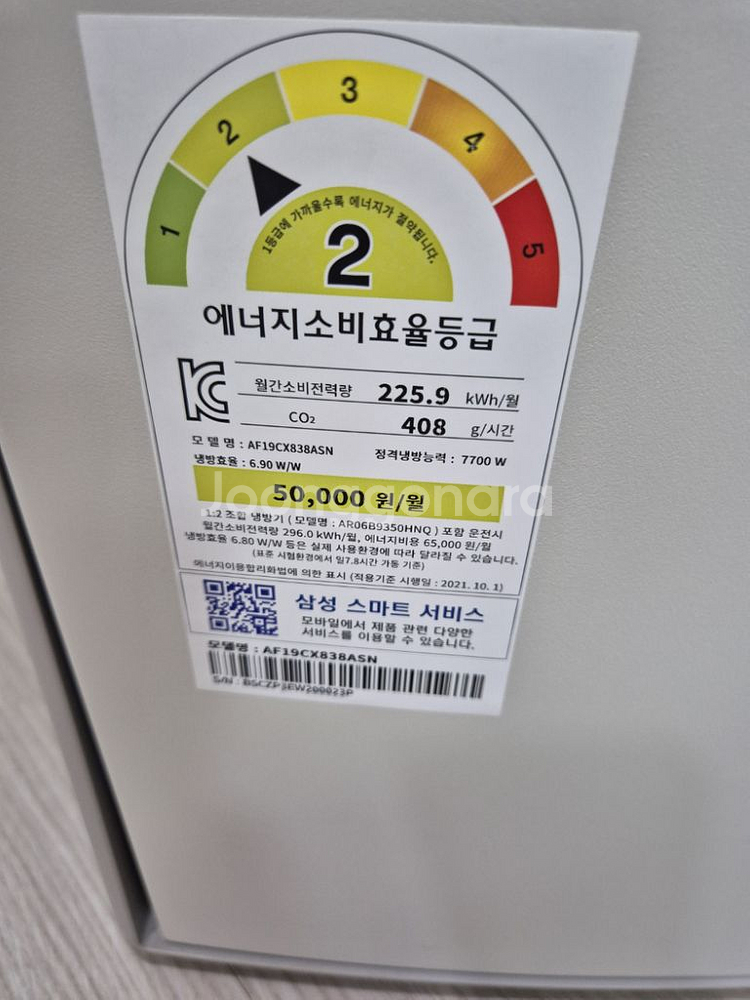 1
2
3
4
5
1등급에 가까울수록 에너지가 절약됩니다.
2
에너지소비효율등급
월간소비전력량 225.9 kWh/월
CO₂ 408 g/시간
모 델 명 : AF19CX838ASN 정격냉방능력 : 7700 W
냉방효율 : 6.90 W/W
50,000 원/월
Joonggonara
1:2 조합 냉방기 ( 모델명 : AR06B9350HNQ ) 포함 운전시
월간소비전력량 296.0 kWh/월, 에너지비용 65,000 원/월
냉방효율 6.80 W/W 등은 실제 사용환경에 따라 달라질 수 있습니다.
(표준 시험환경에서 일7.8시간 가동 기준)
에너지이용합리화법에 의한 표시 (적용기준 시행일 : 2021. 10. 1)
삼성 스마트 서비스
모바일에서 제품 관련 다양한
서비스를 이용할 수 있습니다.
모델명 : AF19CX838ASN
S/N : BSCZP3EW200023P